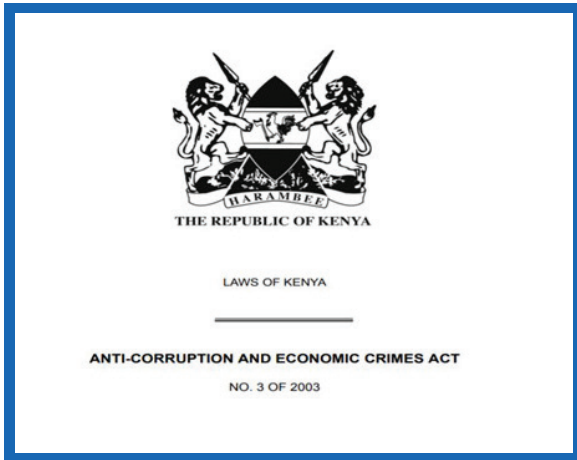 HARAMBEE
THE REPUBLIC OF KENYA
LAWS OF KENYA
ANTI-CORRUPTION AND ECONOMIC CRIMES ACT
NO. 3 OF 2003